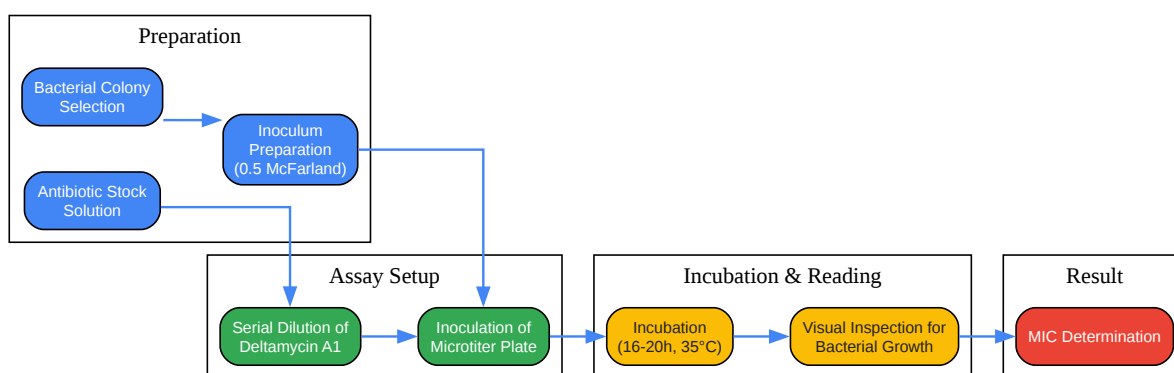 Preparation
Bacterial Colony
Selection
Inoculum
Preparation
(0.5 McFarland)
Antibiotic Stock
Solution
Assay Setup
Serial Dilution of
Deltamycin A1
Inoculation of
Microtiter Plate
Incubation & Reading
Incubation
(16-20h, 35°C)
Visual Inspection for
Bacterial Growth
Result
MIC Determination